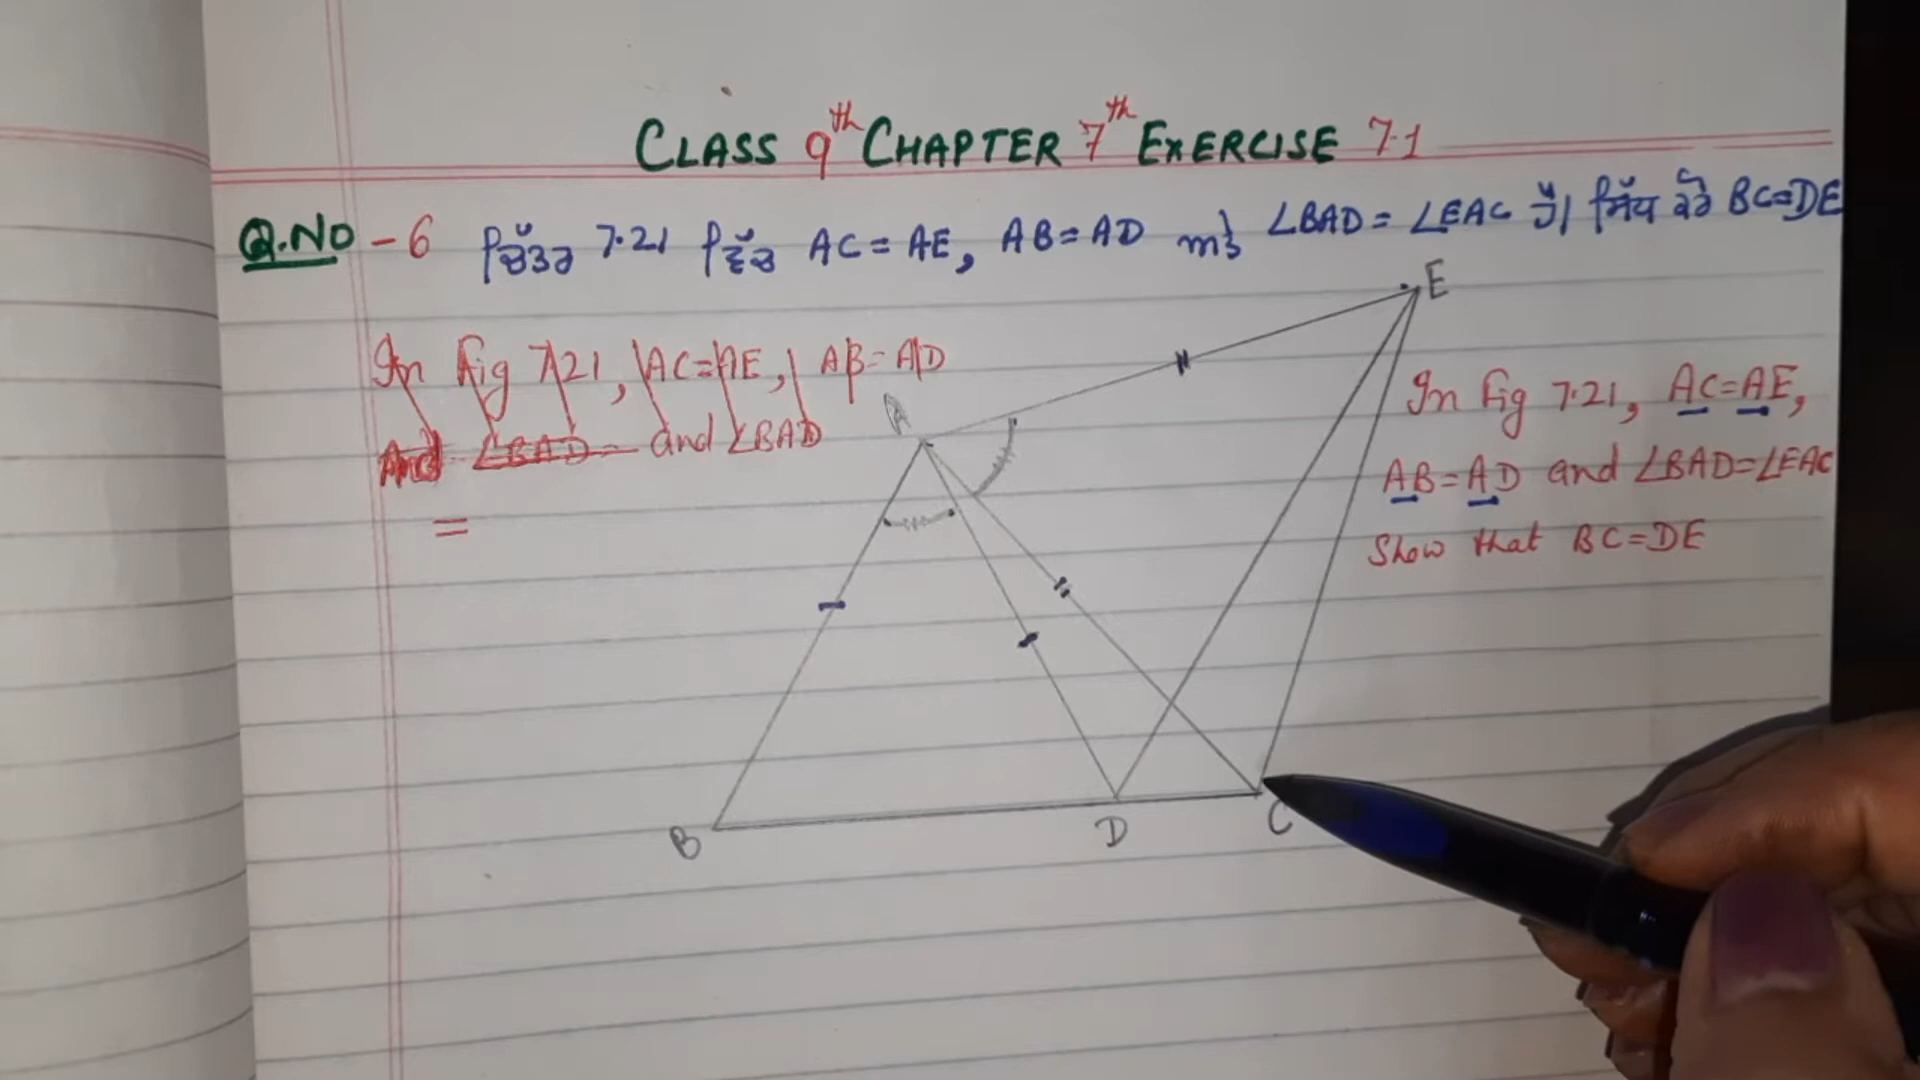 CLASS 9th CHAPTER 7th EXERCISE 7.1
Q.No - 6 ਚਿੱਤਰ 7.21 ਵਿੱਚ AC = AE, AB = AD ਅਤੇ ∠BAD = ∠EAC ਹੈ। ਸਿੱਧ ਕਰੋ BC=DE
In Fig 7.21, AC=AE, AB=AD
And ∠BAD= and ∠BAD
=
In Fig 7.21, AC=AE,
AB=AD and ∠BAD=∠EAC
Show that BC=DE
E
A
B
D
C